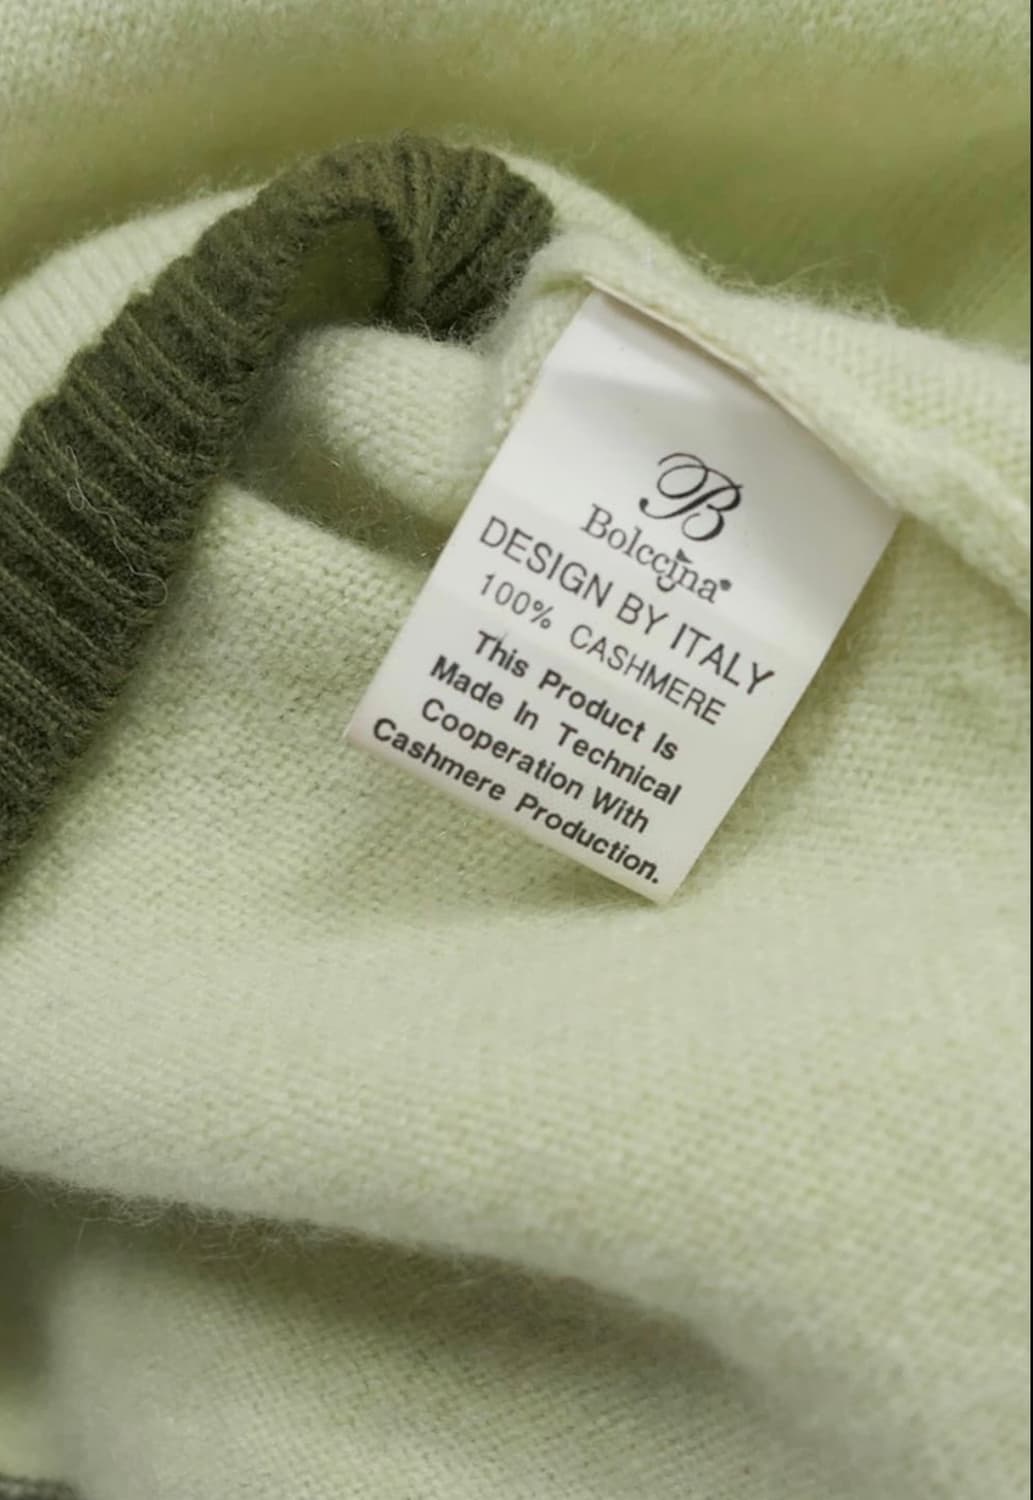 B
Bolccina®
DESIGN BY ITALY
100% CASHMERE
This Product Is
Made In Technical
Cooperation With
Cashmere Production.